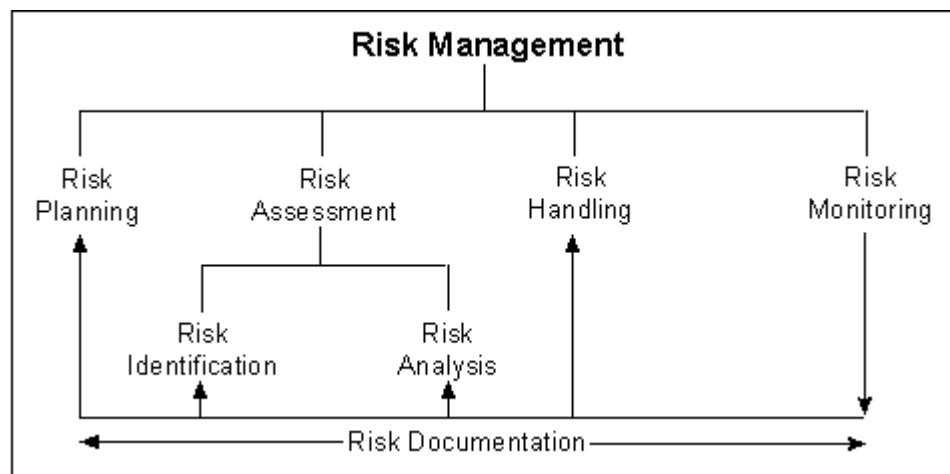 Risk Management
Risk
Planning
Risk
Assessment
Risk
Handling
Risk
Monitoring
Risk
Identification
Risk
Analysis
Risk Documentation